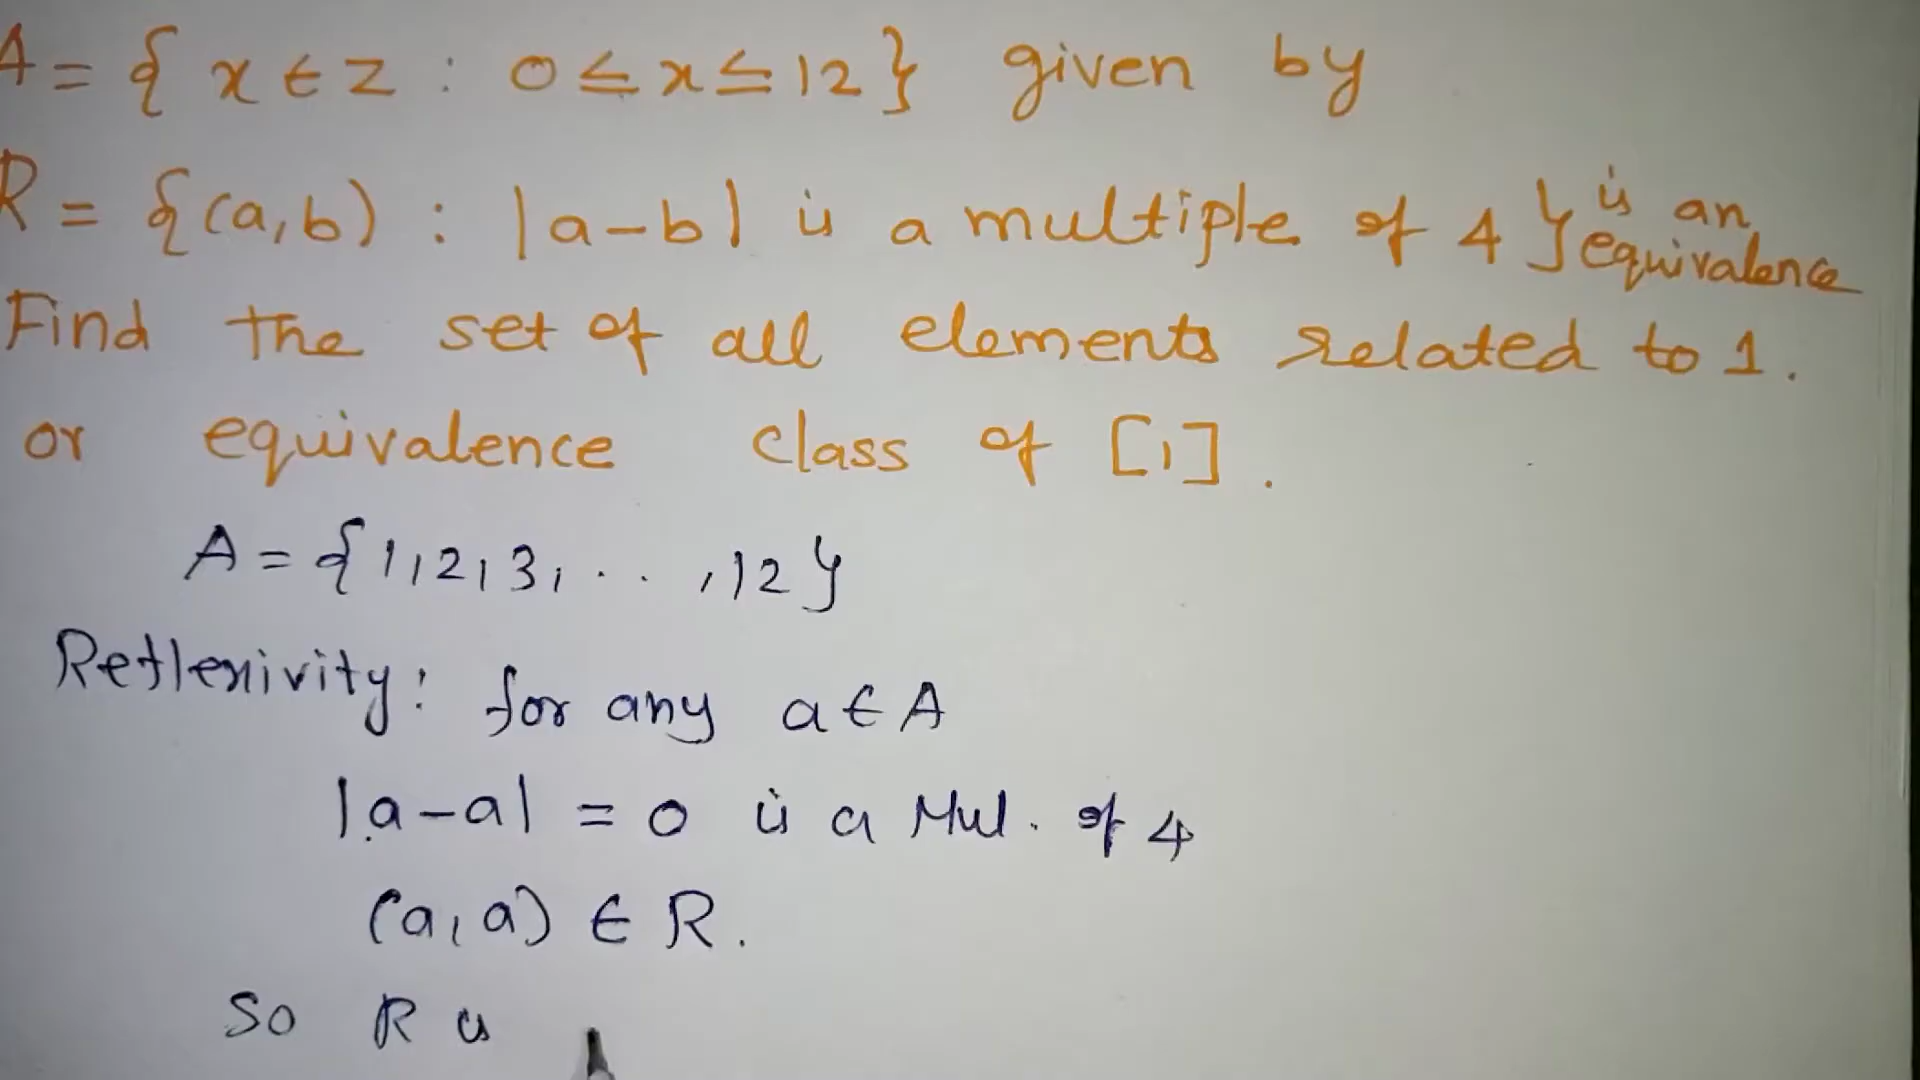 A = { x ∈ Z : 0 ≤ x ≤ 12 } given by
R = { (a,b) : |a-b| is a multiple of 4 } is an equivalence
Find the set of all elements related to 1.
or equivalence class of [1].
A = { 1, 2, 3, . . . , 12 }
Reflexivity : for any a ∈ A
|a-a| = 0 is a Mul. of 4
(a, a) ∈ R.
So R is